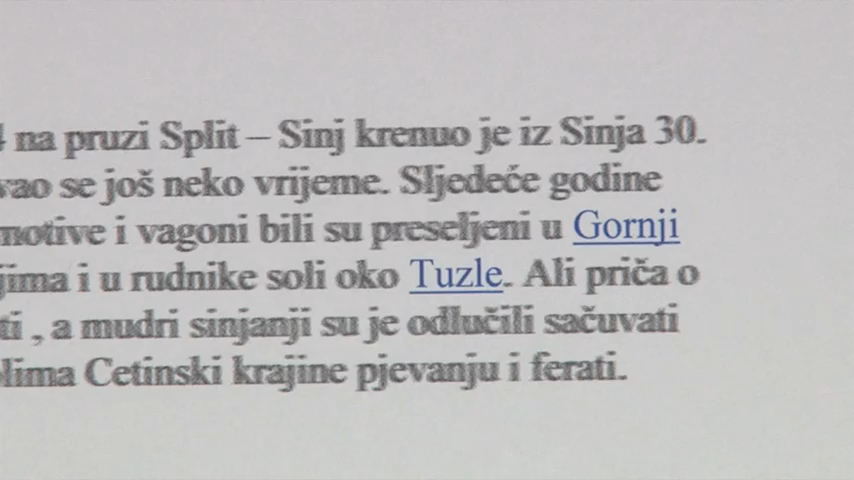 na pruzi Split – Sinj krenuo je iz Sinja 30.
se još neko vrijeme. Sljedeće godine
i vagoni bili su preseljeni u Gornji
i u rudnike soli oko Tuzle. Ali priča o
, a mudri sinjanji su je odlučili sačuvati
Cetinski krajine pjevanju i ferati.